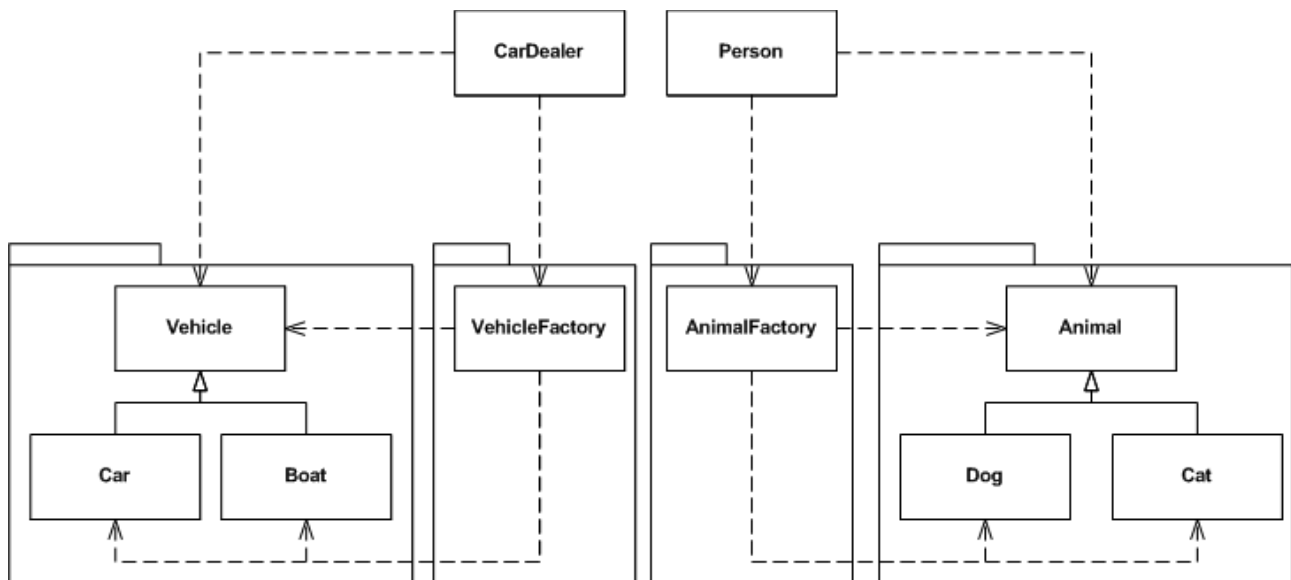 CarDealer
Person
Vehicle
VehicleFactory
AnimalFactory
Animal
Car
Boat
Dog
Cat